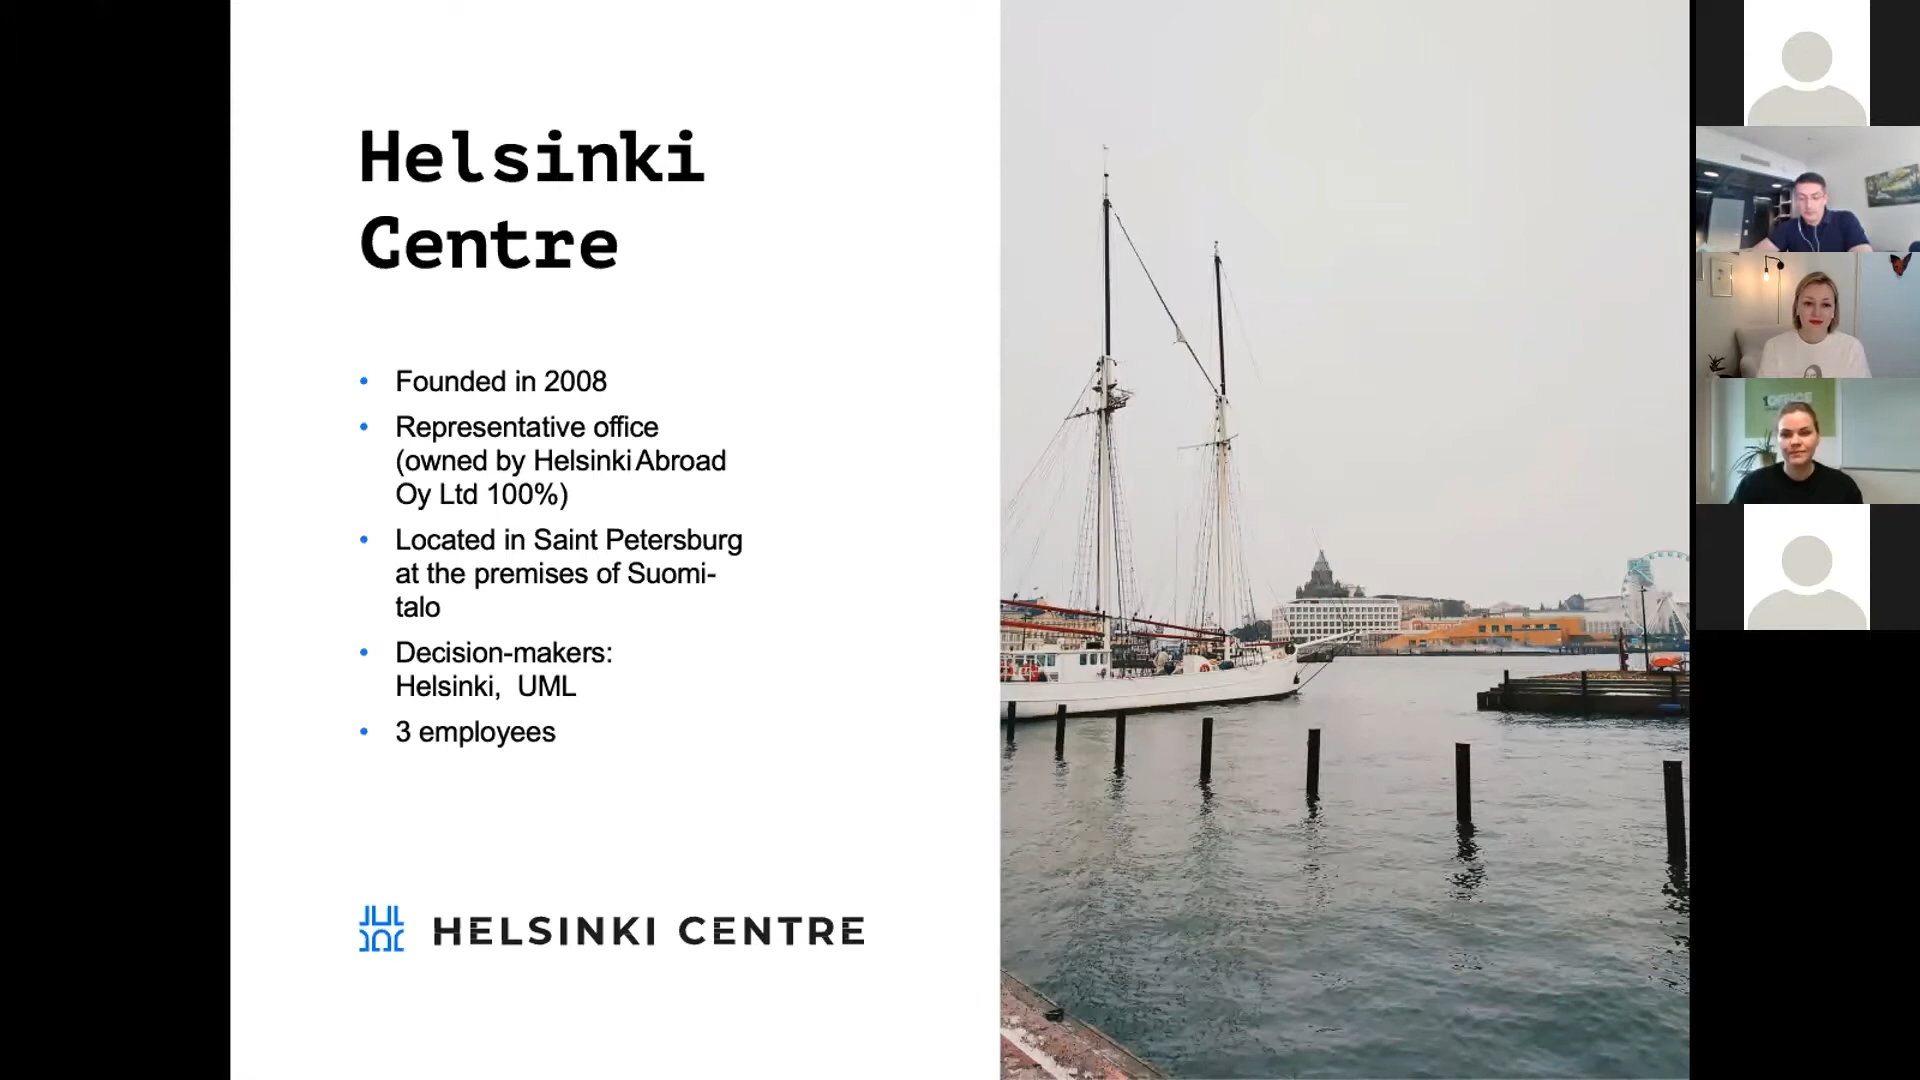 Helsinki
Centre
• Founded in 2008
• Representative office
(owned by Helsinki Abroad
Oy Ltd 100%)
• Located in Saint Petersburg
at the premises of Suomi-
talo
• Decision-makers:
Helsinki, UML
• 3 employees
HELSINKI CENTRE
OFFICE